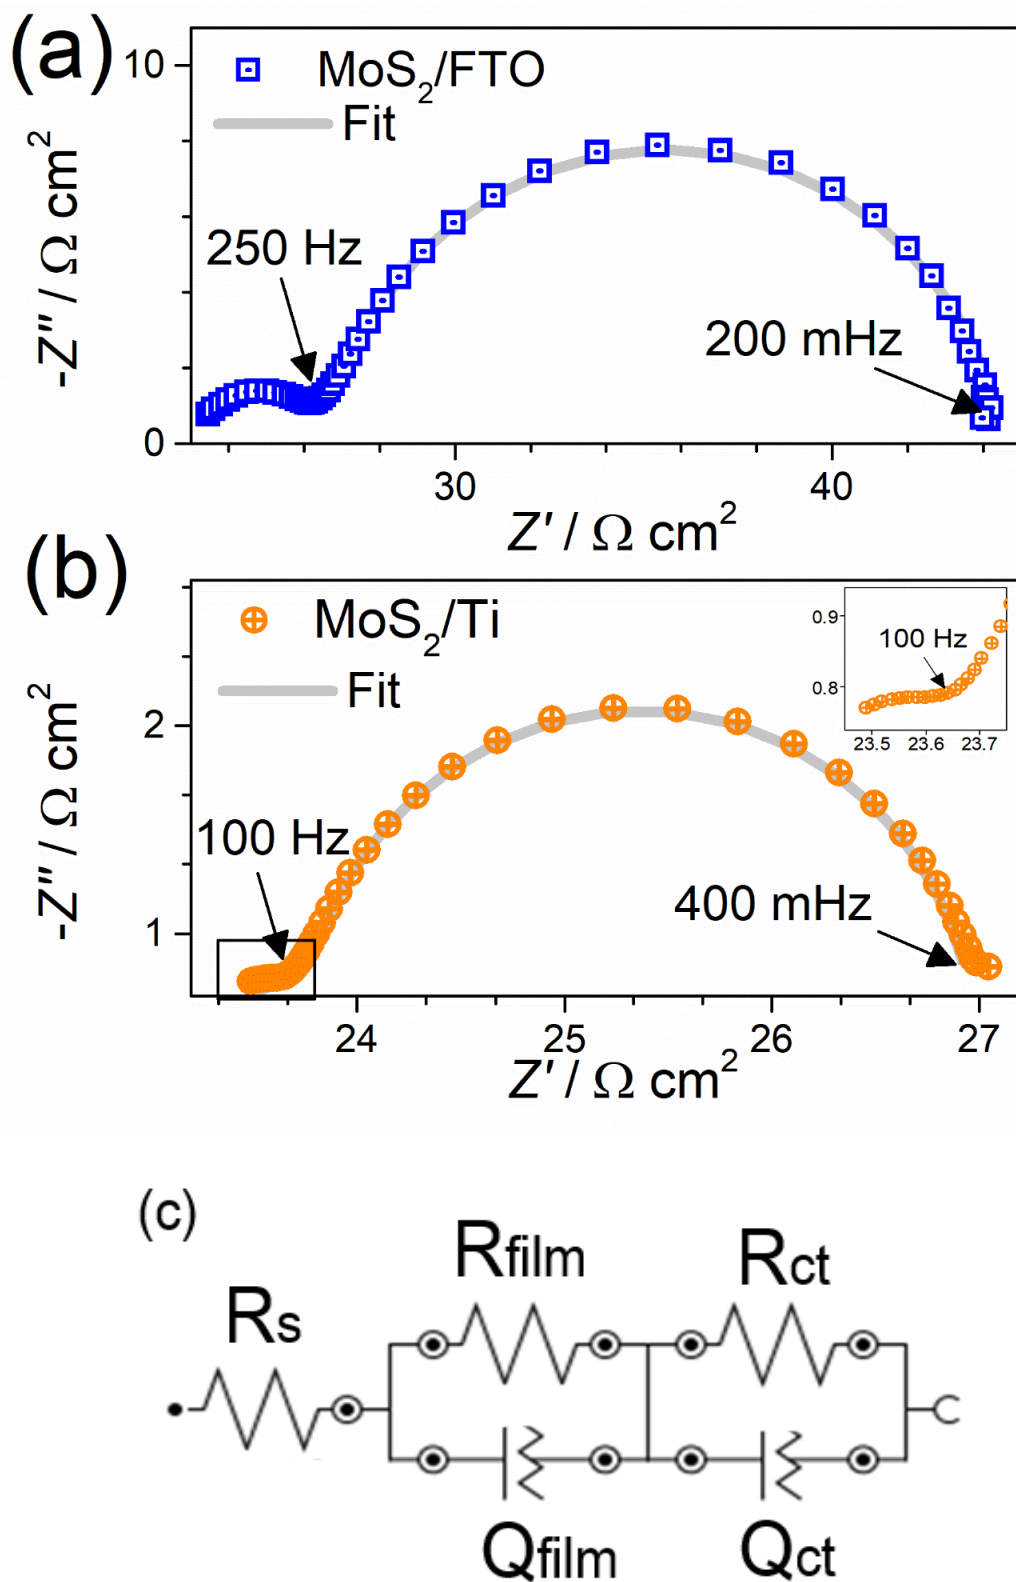 (a)
10
MoS2/FTO
Fit
250 Hz
200 mHz
-Z″ / Ω cm2
0
30
40
Z′ / Ω cm2
(b)
MoS2/Ti
Fit
0.9
100 Hz
0.8
23.5
23.6
23.7
2
100 Hz
400 mHz
-Z″ / Ω cm2
1
24
25
26
27
Z′ / Ω cm2
(c)
Rfilm
Rct
Rs
Qfilm
Qct